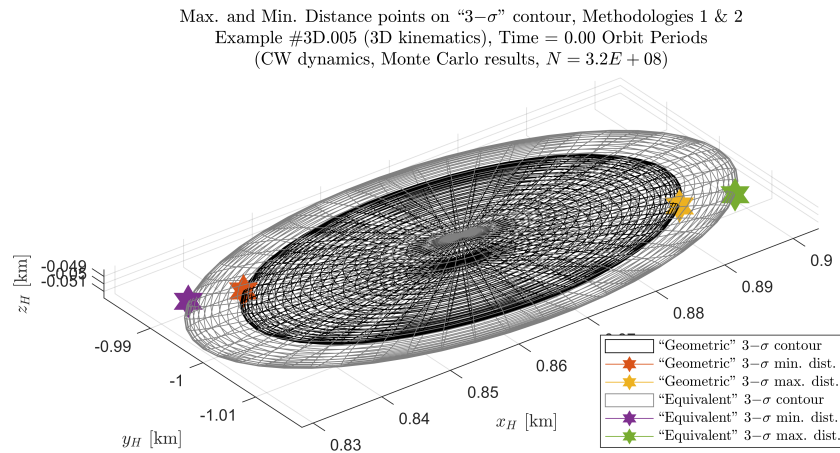 Max. and Min. Distance points on “3−σ” contour, Methodologies 1 & 2
Example #3D.005 (3D kinematics), Time = 0.00 Orbit Periods
(CW dynamics, Monte Carlo results, N = 3.2E + 08)
z_H [km]
-0.049
-0.05
-0.051
-0.99
-1
-1.01
y_H [km]
0.83
0.84
0.85
0.86
0.88
0.89
0.9
x_H [km]
“Geometric” 3−σ contour
“Geometric” 3−σ min. dist.
“Geometric” 3−σ max. dist.
“Equivalent” 3−σ contour
“Equivalent” 3−σ min. dist.
“Equivalent” 3−σ max. dist.